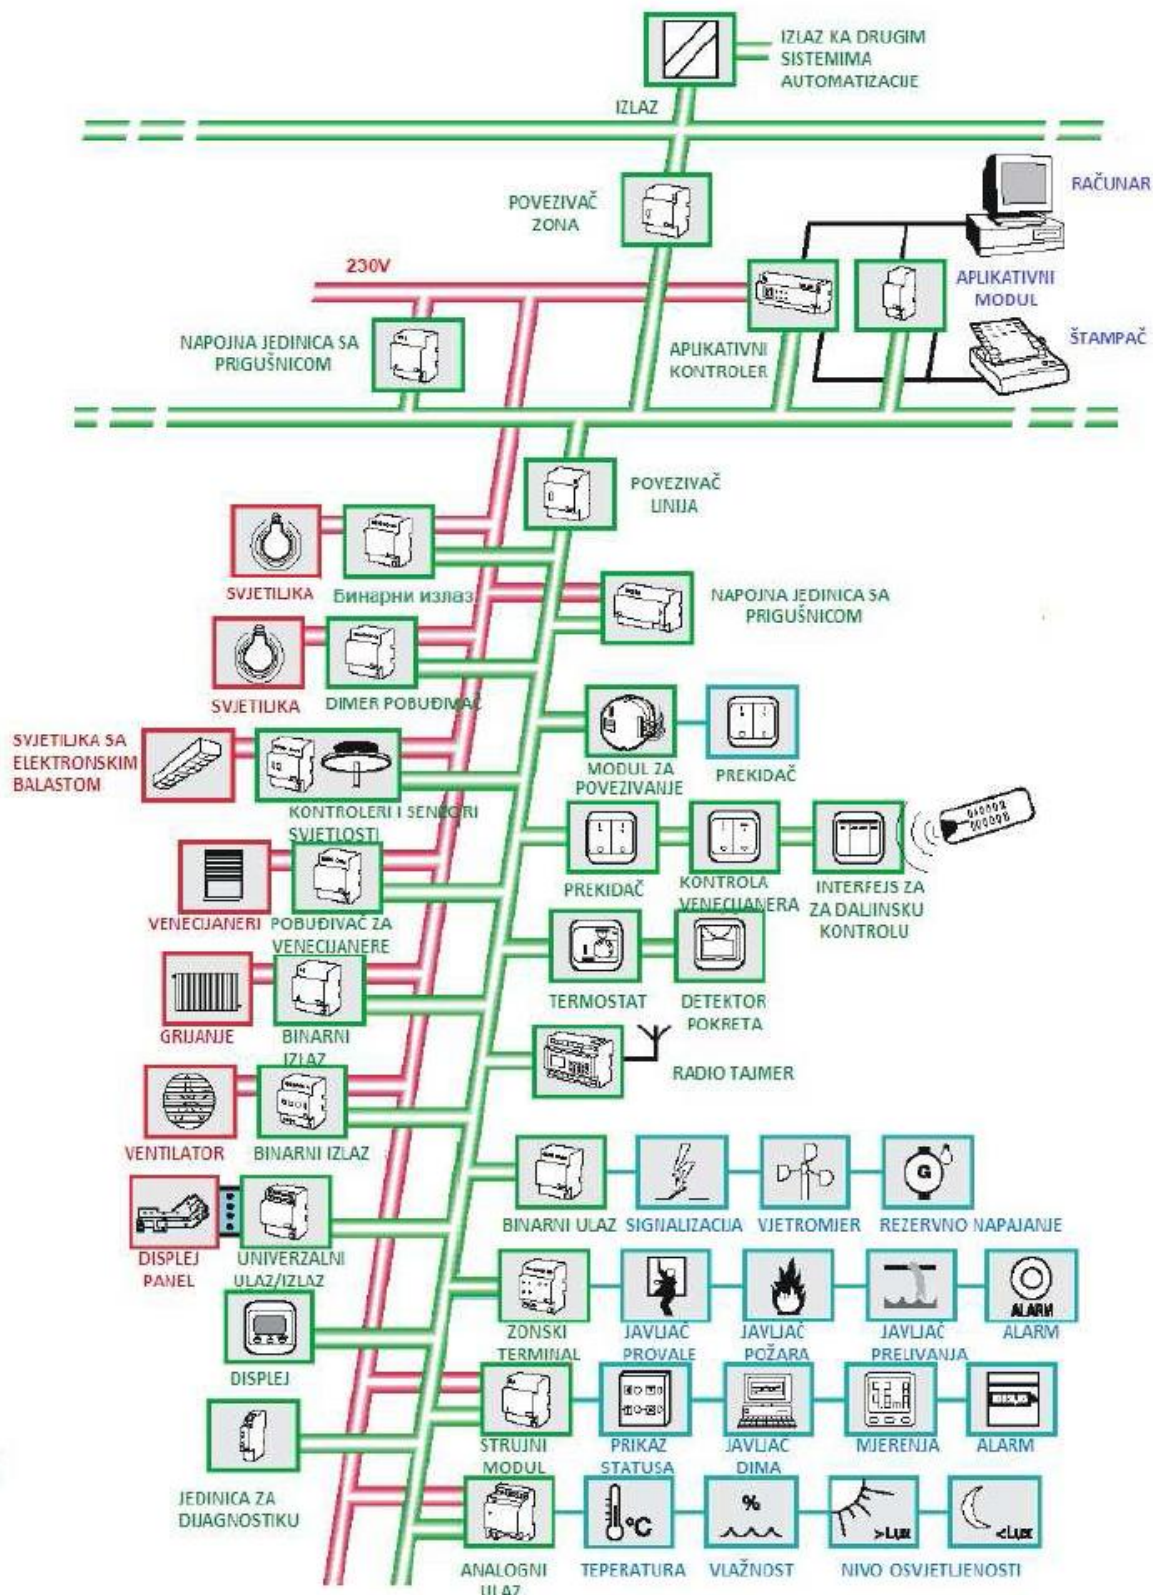 IZLAZ KA DRUGIM
SISTEMIMA
AUTOMATIZACIJE
IZLAZ
POVEZIVAČ
ZONA
RAČUNAR
230V
APLIKATIVNI
MODUL
NAPOJNA JEDINICA SA
PRIGUŠNICOM
APLIKATIVNI
KONTROLER
ŠTAMPAČ
POVEZIVAČ
LINIJA
SVJETILJKA
Бинарни излаз
NAPOJNA JEDINICA SA
PRIGUŠNICOM
SVJETILJKA
DIMER POBUĐIVAČ
SVJETILJKA SA
ELEKTRONSKIM
BALASTOM
MODUL ZA
POVEZIVANJE
PREKIDAČ
KONTROLERI I SENZORI
SVJETLOSTI
PREKIDAČ
KONTROLA
VENECIJANERA
INTERFEJS ZA
ZA DALJINSKU
KONTROLU
VENECIJANERI
POBUĐIVAČ ZA
VENECIJANERE
TERMOSTAT
DETEKTOR
POKRETA
GRIJANJE
BINARNI
IZLAZ
RADIO TAJMER
VENTILATOR
BINARNI IZLAZ
G
BINARNI ULAZ
SIGNALIZACIJA
VJETROMJER
REZERVNO NAPAJANJE
DISPLEJ
PANEL
UNIVERZALNI
ULAZ/IZLAZ
ALARM
ZONSKI
TERMINAL
JAVLJAČ
PROVALE
JAVLJAČ
POŽARA
JAVLJAČ
PRELIVANJA
ALARM
DISPLEJ
STRUJNI
MODUL
PRIKAZ
STATUSA
JAVLJAC
DIMA
MJERENJA
ALARM
JEDINICA ZA
DIJAGNOSTIKU
°C
%
>Lux
<Lux
ANALOGNI
ULAZ
TEPERATURA
VLAŽNOST
NIVO OSVJETLJENOSTI